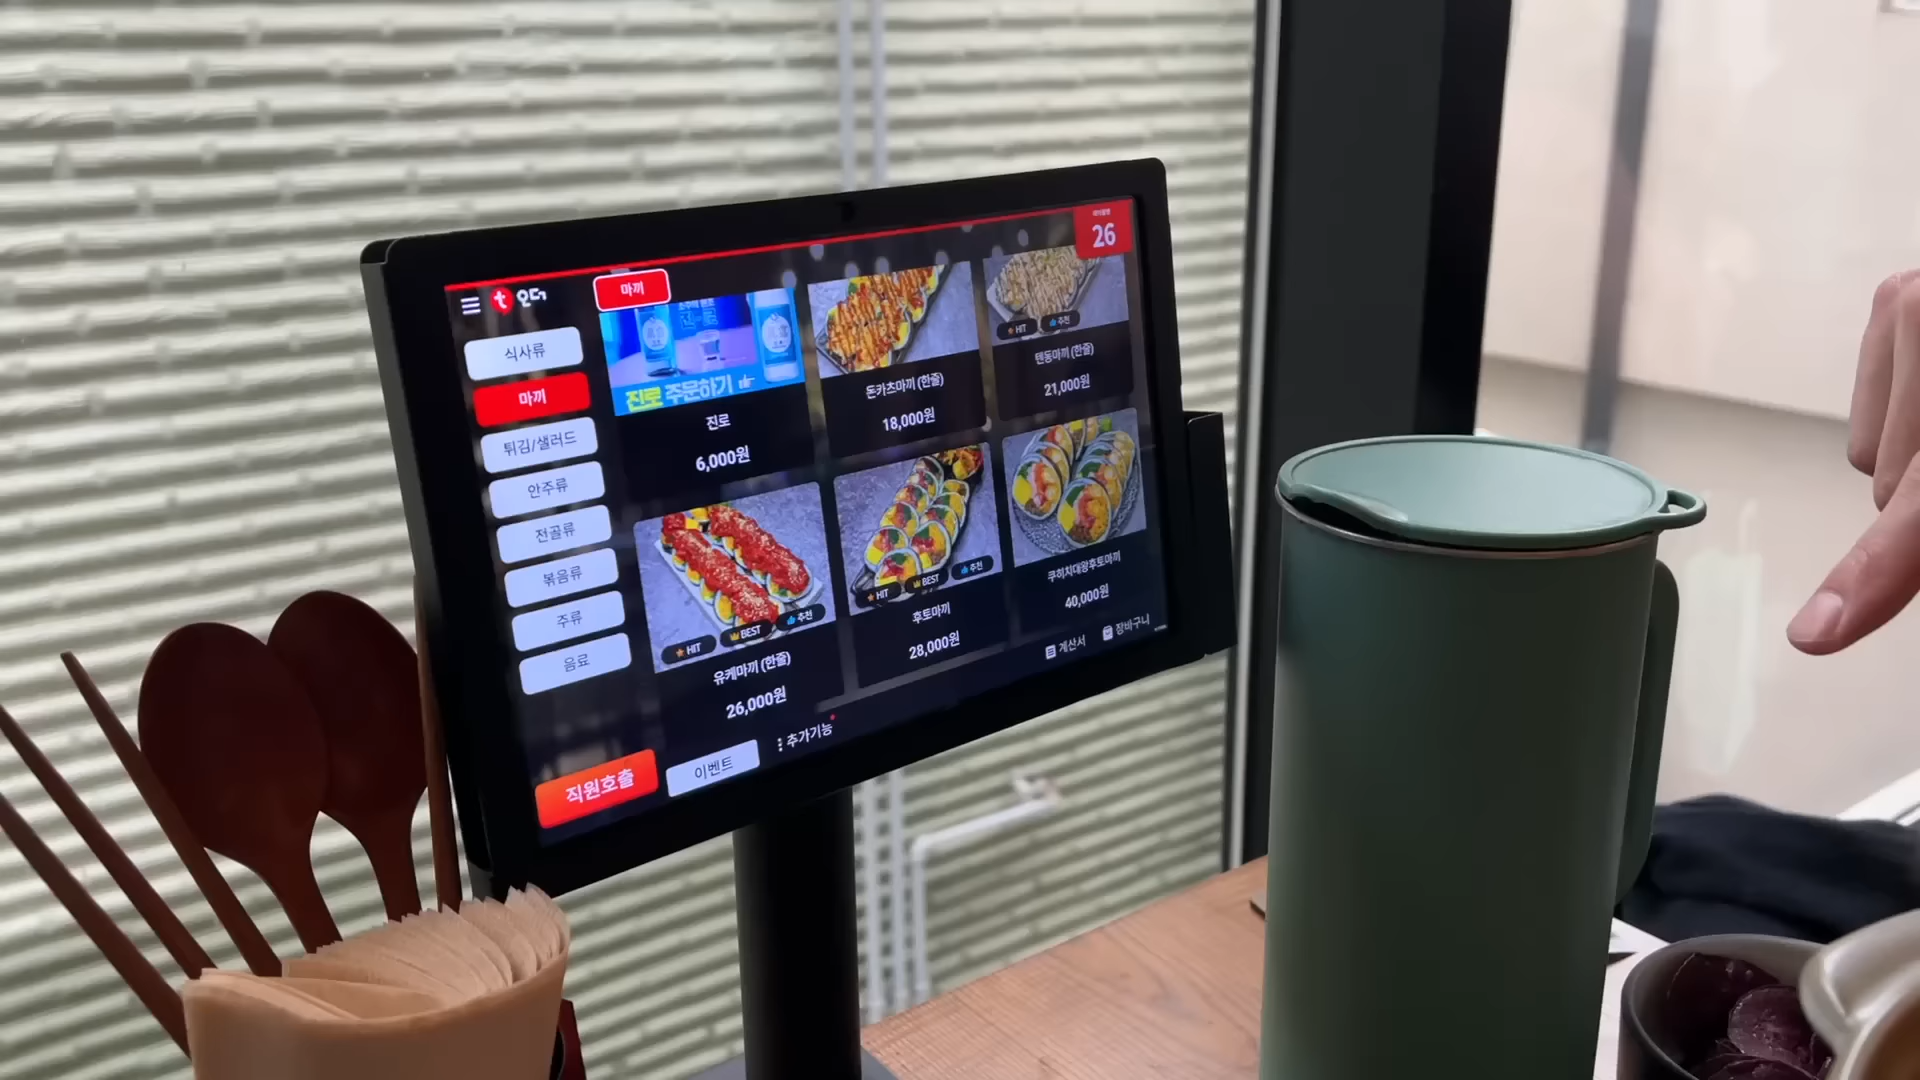 t오더
마끼
26
식사류
마끼
튀김/샐러드
안주류
전골류
볶음류
주류
음료
직원호출
이벤트
추가기능
계산서
장바구니
진로 주문하기
진로
6,000원
돈카츠마끼 (한줄)
18,000원
HIT 추천
텐동마끼 (한줄)
21,000원
HIT BEST 추천
유케마끼 (한줄)
26,000원
HIT BEST 추천
후토마끼
28,000원
쿠히치대왕후토마끼
40,000원